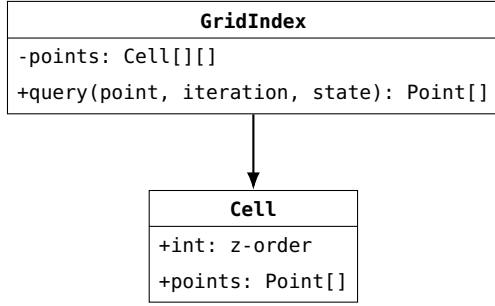 GridIndex
-points: Cell[][]
+query(point, iteration, state): Point[]
Cell
+int: z-order
+points: Point[]